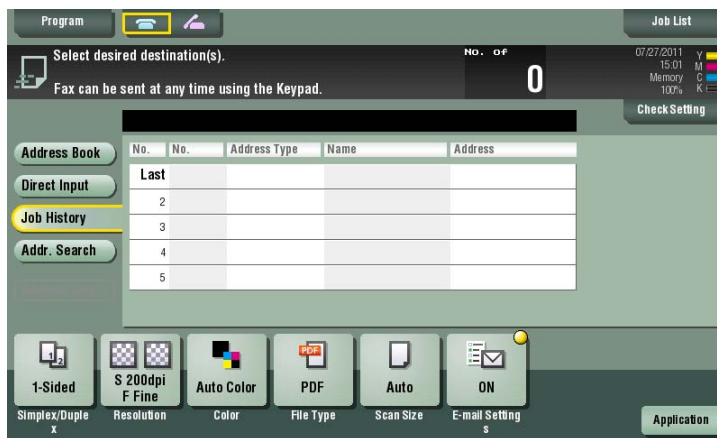 Program
Job List
Select desired destination(s).
Fax can be sent at any time using the Keypad.
No. of
0
07/27/2011
15:01
Memory
100%
Y
M
C
K
Check Setting
Address Book
Direct Input
Job History
Addr. Search
No. No. Address Type Name Address
Last
2
3
4
5
1 2
1-Sided
Simplex/Duple
x
S 200dpi
F Fine
Resolution
Auto Color
Color
PDF
PDF
File Type
Auto
Scan Size
ON
E-mail Setting
s
Application